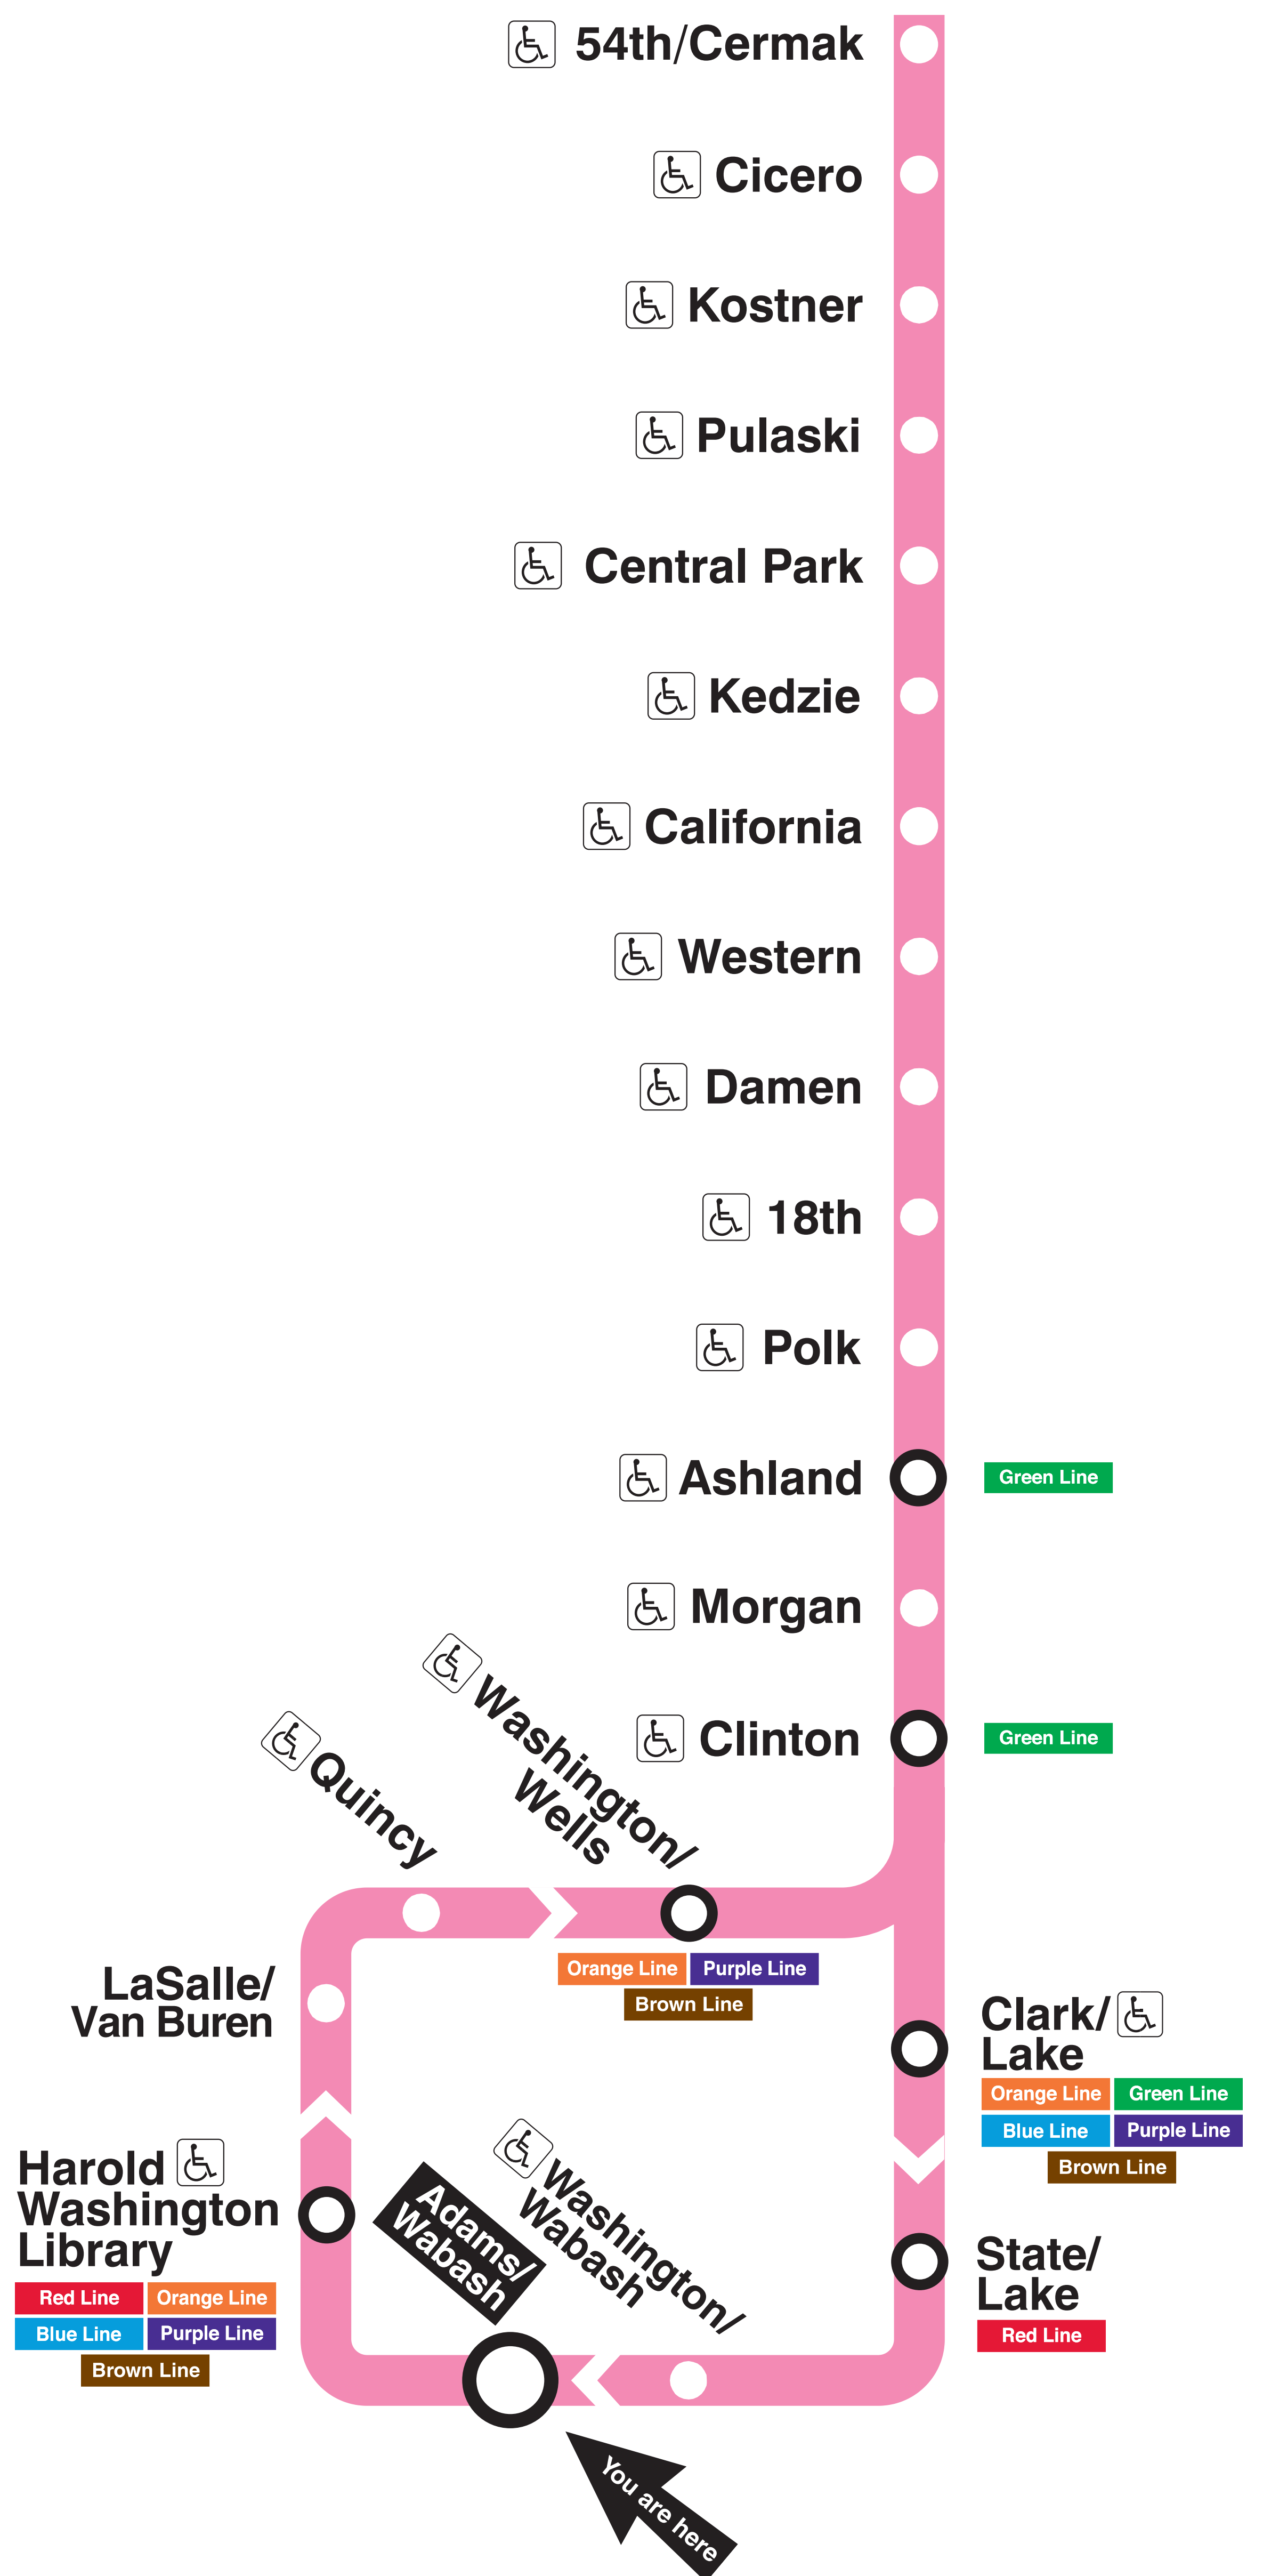 54th/Cermak
Cicero
Kostner
Pulaski
Central Park
Kedzie
California
Western
Damen
18th
Polk
Ashland
Green Line
Morgan
Clinton
Green Line
Washington/
Wells
Orange Line Purple Line
Brown Line
Quincy
LaSalle/
Van Buren
Clark/
Lake
Orange Line Green Line
Blue Line Purple Line
Brown Line
Harold
Washington
Library
Red Line Orange Line
Blue Line Purple Line
Brown Line
Adams/
Wabash
Washington/
Wabash
State/
Lake
Red Line
You are here